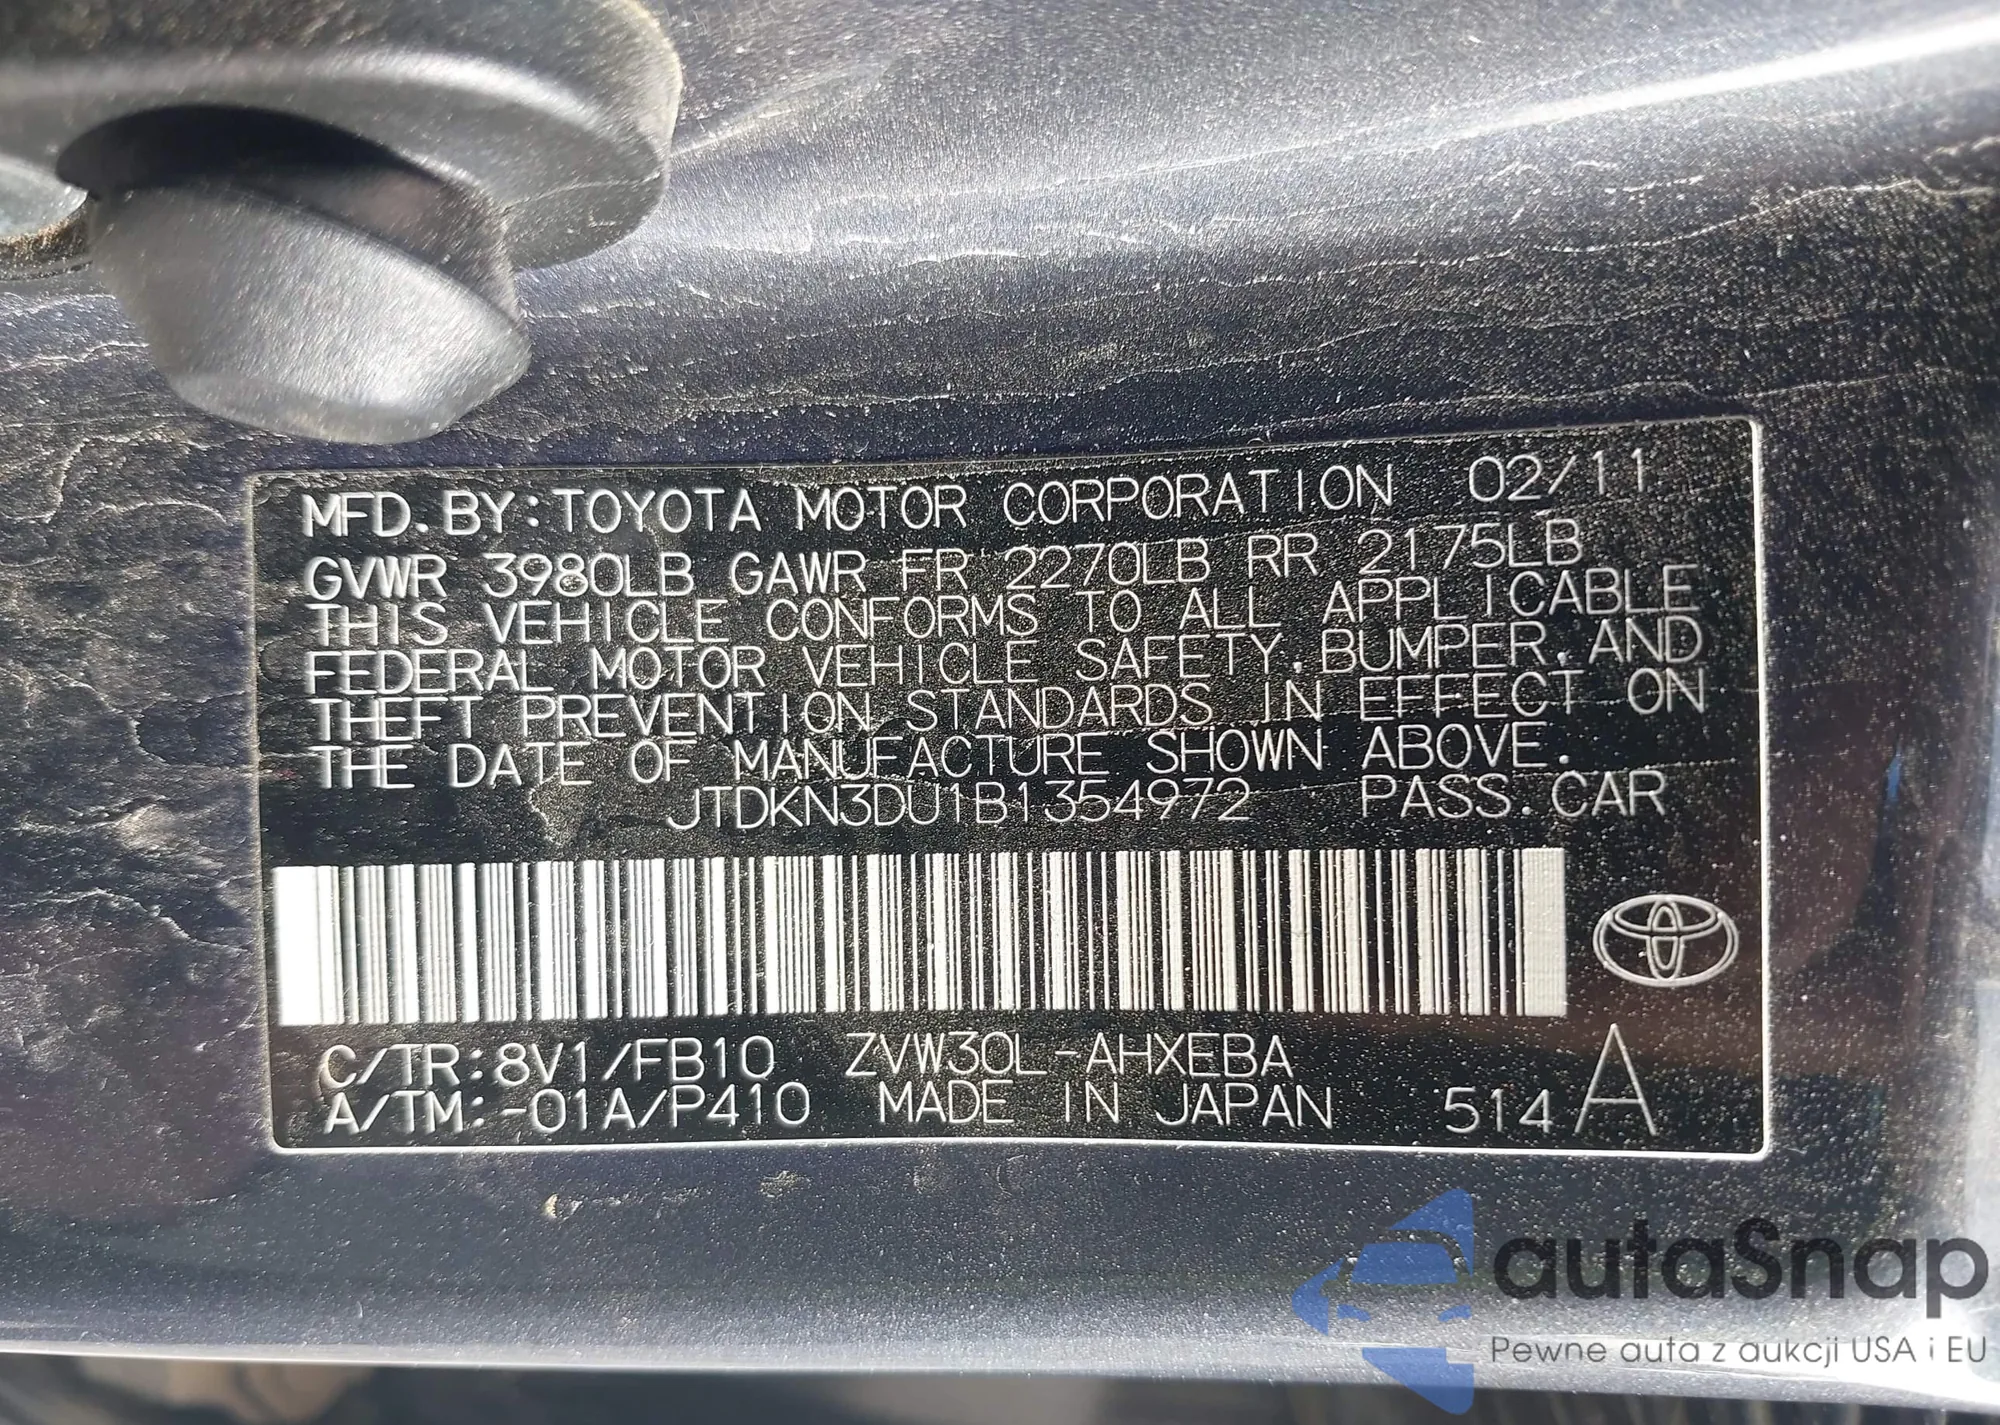 MFD. BY: TOYOTA MOTOR CORPORATION 02/11
GVWR 3980LB GAWR FR 2270LB RR 2175LB
THIS VEHICLE CONFORMS TO ALL APPLICABLE
FEDERAL MOTOR VEHICLE SAFETY, BUMPER, AND
THEFT PREVENTION STANDARDS IN EFFECT ON
THE DATE OF MANUFACTURE SHOWN ABOVE.
JTDKN3DU1B1354972 PASS. CAR
C/TR: 8V1/FB10 ZVW30L-AHXEBA
A/TM: -01A/P410 MADE IN JAPAN 514 A
autaSnap
Pewne auta z aukcji USA i EU